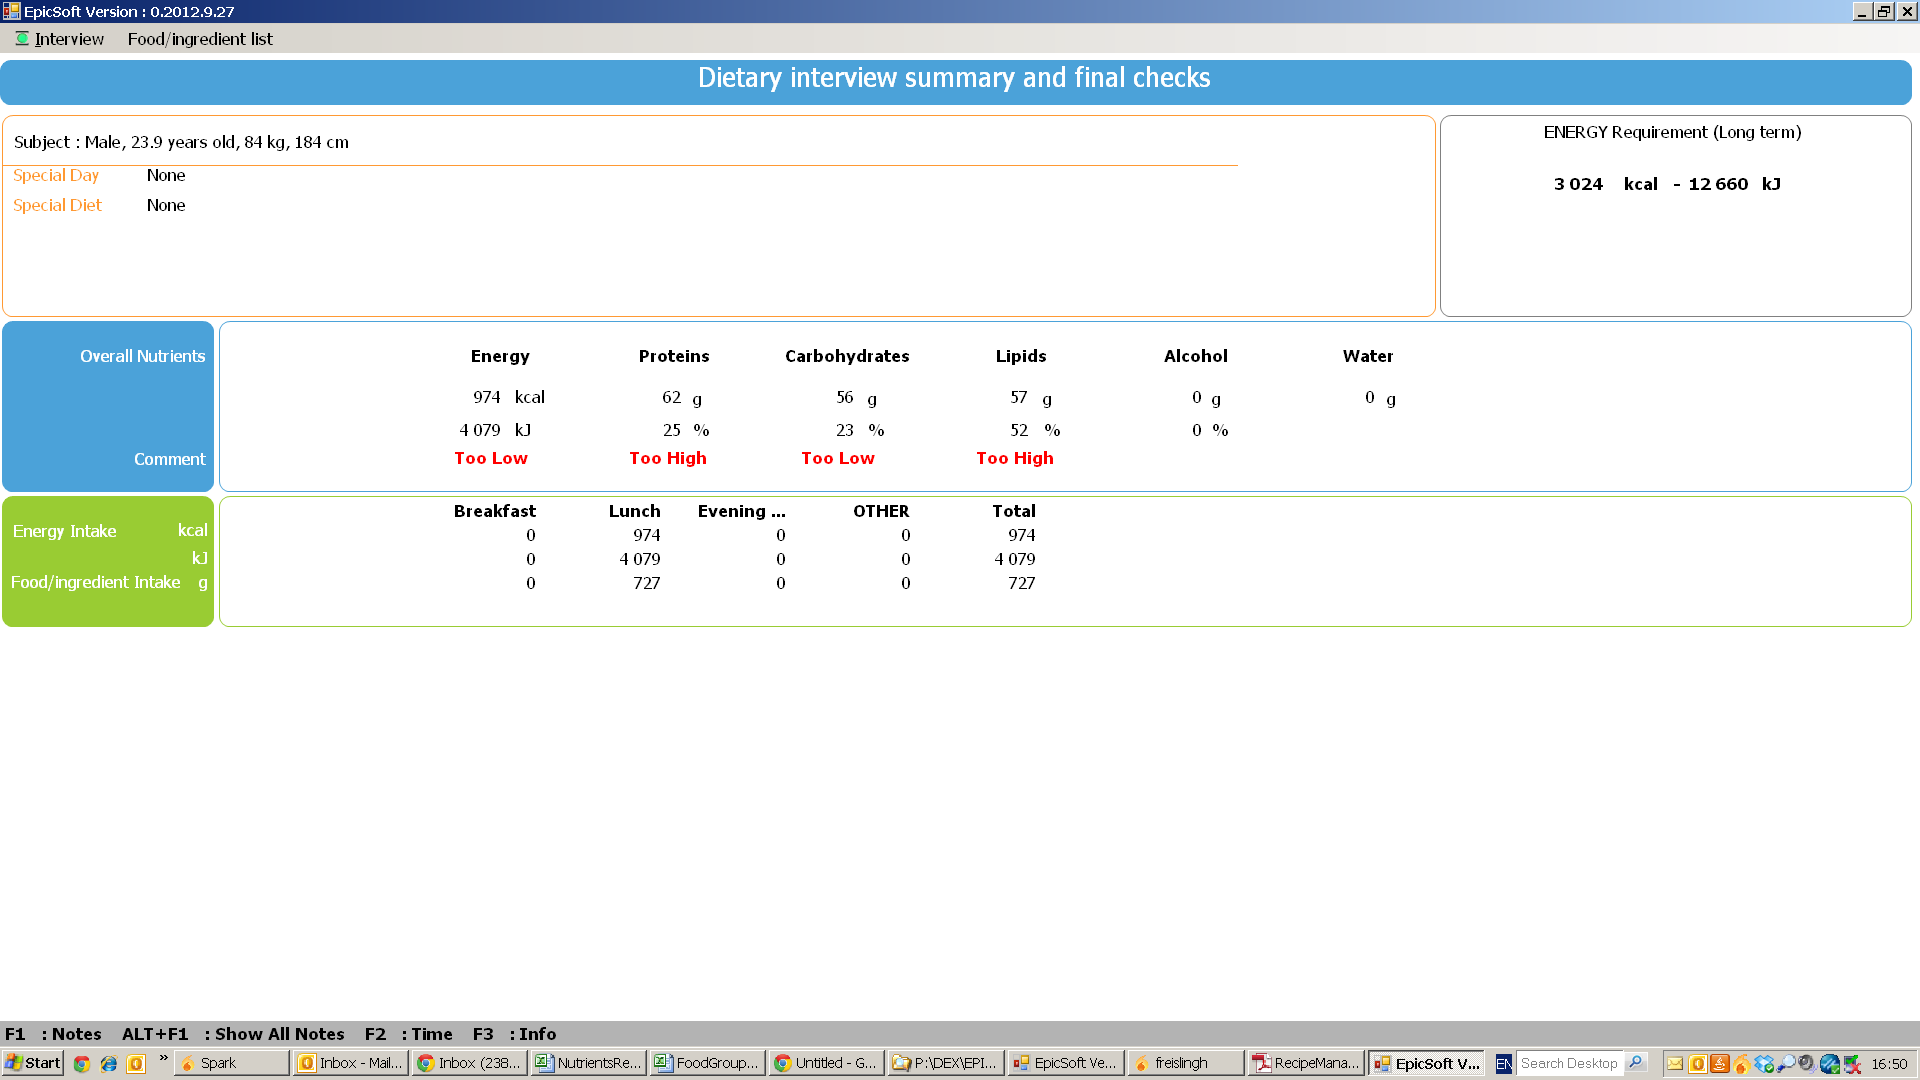 EpicSoft Version : 0.2012.9.27
Interview Food/ingredient list
Dietary interview summary and final checks
Subject : Male, 23.9 years old, 84 kg, 184 cm
Special Day None
Special Diet None
ENERGY Requirement (Long term)
3 024 kcal - 12 660 kJ
Overall Nutrients Energy Proteins Carbohydrates Lipids Alcohol Water
974 kcal 62 g 56 g 57 g 0 g 0 g
4 079 kJ 25 % 23 % 52 % 0 %
Comment Too Low Too High Too Low Too High
Breakfast Lunch Evening ... OTHER Total
Energy Intake kcal 0 974 0 0 974
kJ 0 4 079 0 0 4 079
Food/ingredient Intake g 0 727 0 0 727
F1 : Notes ALT+F1 : Show All Notes F2 : Time F3 : Info
Start » Spark Inbox - Mail... Inbox (238... NutrientsRe... FoodGroup... Untitled - G... P:\DEX\EPI... EpicSoft Ve... freislingh RecipeMana... EpicSoft V... EN Search Desktop 16:50